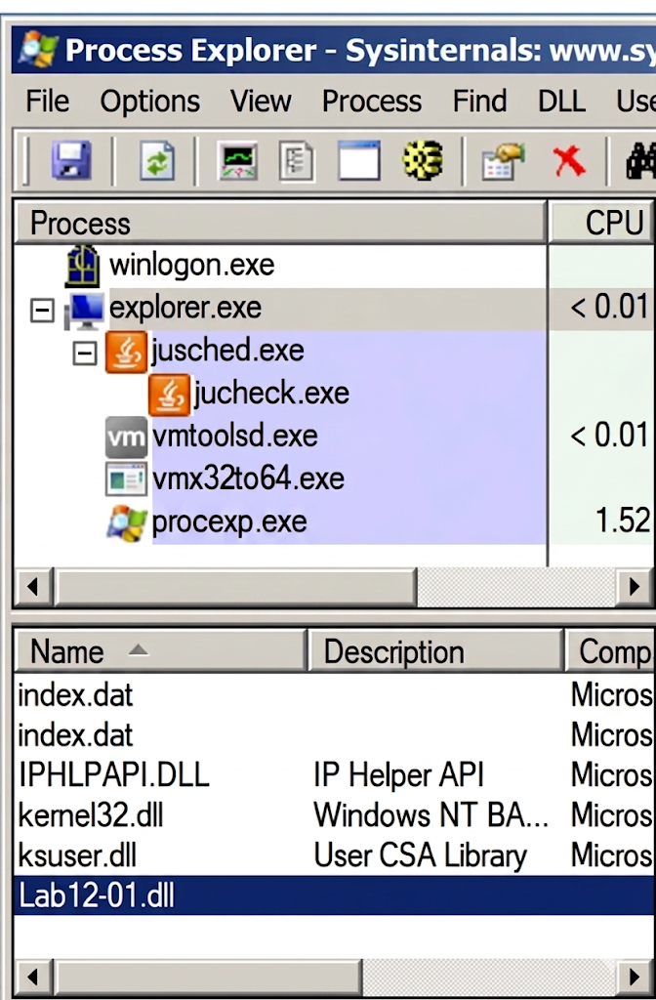 Process Explorer - Sysinternals: www.sy
File Options View Process Find DLL Use
Process CPU
winlogon.exe
explorer.exe < 0.01
jusched.exe
jucheck.exe
vm vmtoolsd.exe < 0.01
vmx32to64.exe
procexp.exe 1.52
Name Description Comp
index.dat Micros
index.dat Micros
IPHLPAPI.DLL IP Helper API Micros
kernel32.dll Windows NT BA... Micros
ksuser.dll User CSA Library Micros
Lab12-01.dll